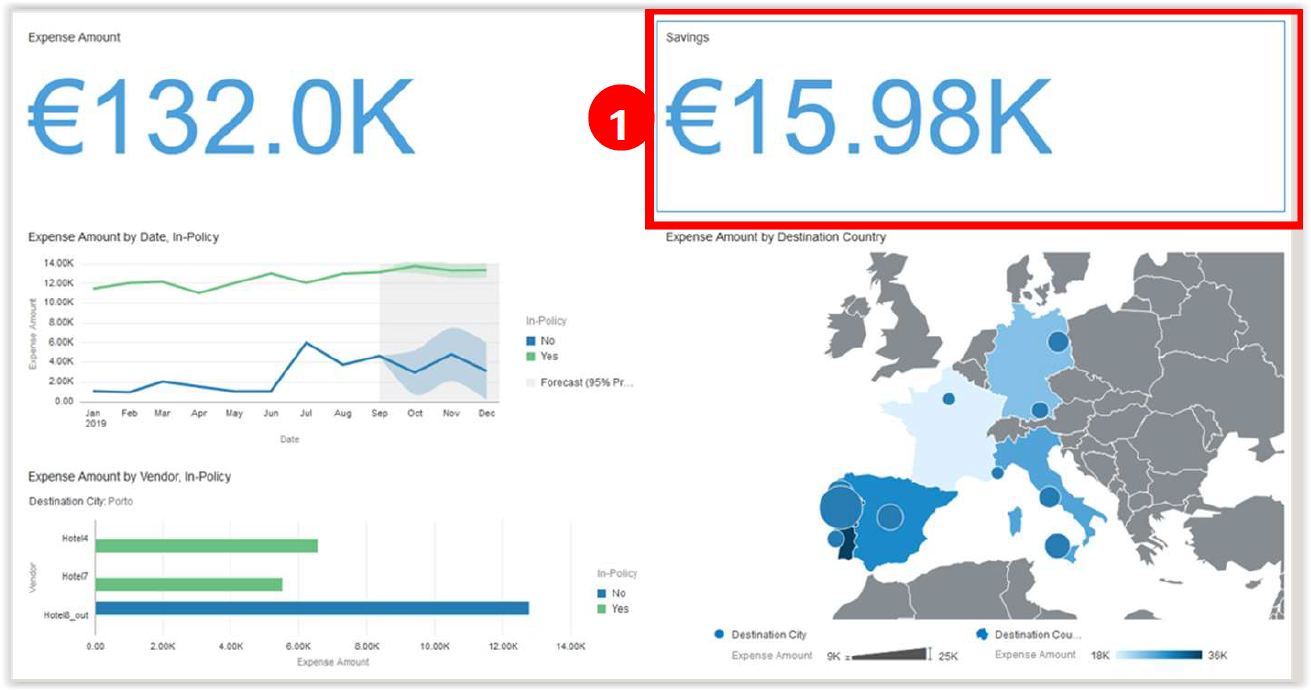 Expense Amount
€132.0K
1
Savings
€15.98K
Expense Amount by Date, In-Policy
14.00K
12.00K
10.00K
8.00K
6.00K
4.00K
2.00K
0.00
Expense Amount
Jan Feb Mar Apr May Jun Jul Aug Sep Oct Nov Dec
2019
Date
In-Policy
No
Yes
Forecast (95% Pr...
Expense Amount by Vendor, In-Policy
Destination City: Porto
Vendor
Hotel4
Hotel7
Hotel8_out
0.00 2.00K 4.00K 6.00K 8.00K 10.00K 12.00K 14.00K
Expense Amount
In-Policy
No
Yes
Expense Amount by Destination Country
Destination City
Expense Amount 9K 25K
Destination Cou...
Expense Amount 18K 36K